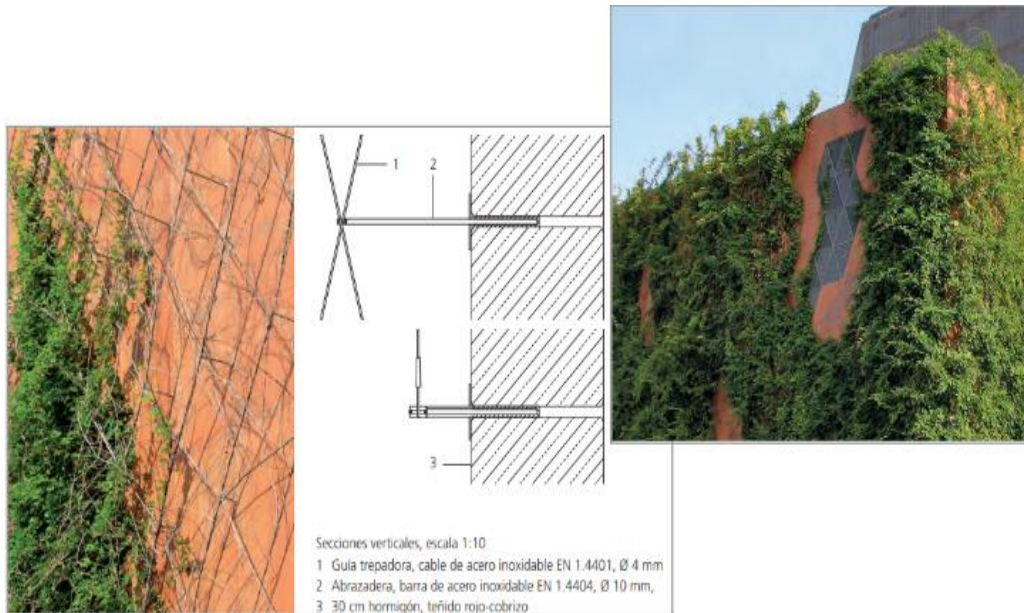 1
2
3
Secciones verticales, escala 1:10
1 Guía trepadora, cable de acero inoxidable EN 1.4401, Ø 4 mm
2 Abrazadera, barra de acero inoxidable EN 1.4404, Ø 10 mm,
3 30 cm hormigón, teñido rojo-cobrizo